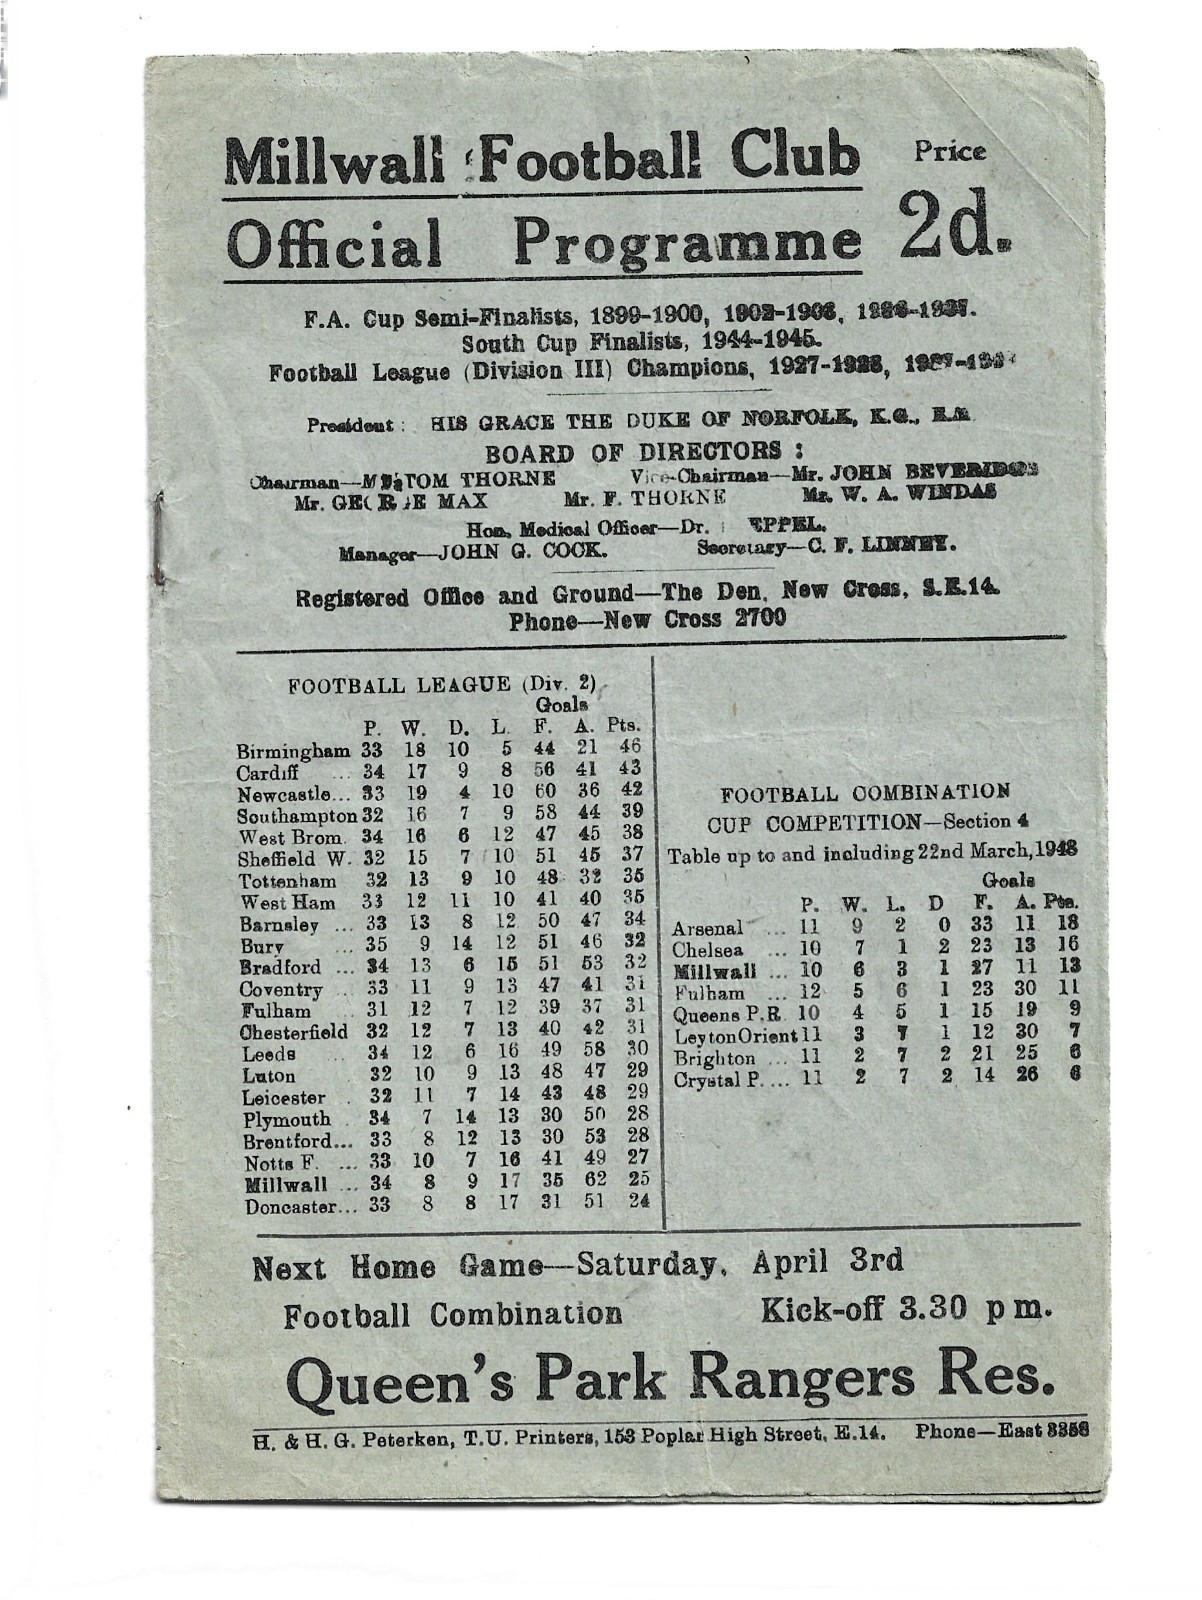 Millwall Football Club
Price
Official Programme
2d.
F.A. Cup Semi-Finalists, 1899-1900, 1902-1903, 1936-1937.
South Cup Finalists, 1944-1945.
Football League (Division III) Champions, 1927-1928,
President: HIS GRACE THE DUKE OF NORFOLK, K.G.,
BOARD OF DIRECTORS :
Chairman—Mr. TOM THORNE Vice-Chairman—Mr. JOHN BEVERIDGE
Mr. GEORGE MAX Mr. F. THORNE Mr. W. A. WINDAS
Hon. Medical Officer—Dr. EPPEL.
Manager—JOHN G. COCK. Secretary—C. F. LINNEY.
Registered Office and Ground—The Den, New Cross, S.E.14.
Phone—New Cross 2700
FOOTBALL LEAGUE (Div. 2)
Goals
P. W. D. L. F. A. Pts.
Birmingham 33 18 10 5 44 21 46
Cardiff ... 34 17 9 8 56 41 43
Newcastle... 33 19 4 10 60 36 42
Southampton 32 16 7 9 58 44 39
West Brom. 34 16 6 12 47 45 38
Sheffield W. 32 15 7 10 51 45 37
Tottenham 32 13 9 10 48 32 35
West Ham 33 12 11 10 41 40 35
Barnsley ... 33 13 8 12 50 47 34
Bury ... 35 9 14 12 51 46 32
Bradford ... 34 13 6 15 51 53 32
Coventry .. 33 11 9 13 47 41 31
Fulham .. 31 12 7 12 39 37 31
Chesterfield 32 12 7 13 40 42 31
Leeds .. 34 12 6 16 49 58 30
Luton 32 10 9 13 48 47 29
Leicester . 32 11 7 14 43 48 29
Plymouth . 34 7 14 13 30 50 28
Brentford... 33 8 12 13 30 53 28
Notts F. ... 33 10 7 16 41 49 27
Millwall ... 34 8 9 17 35 62 25
Doncaster... 33 8 8 17 31 51 24
FOOTBALL COMBINATION
CUP COMPETITION—Section 4
Table up to and including 22nd March, 1948
Goals
P. W. L. D F. A. Pts.
Arsenal ... 11 9 2 0 33 11 18
Chelsea ... 10 7 1 2 23 13 16
Millwall ... 10 6 3 1 27 11 13
Fulham ... 12 5 6 1 23 30 11
Queens P.R. 10 4 5 1 15 19 9
Leyton Orient 11 3 7 1 12 30 7
Brighton ... 11 2 7 2 21 25 6
Crystal P. ... 11 2 7 2 14 26 6
Next Home Game—Saturday, April 3rd
Football Combination Kick-off 3.30 p m.
Queen's Park Rangers Res.
H. & H. G. Peterken, T.U. Printers, 153 Poplar High Street, E.14. Phone—East 3358